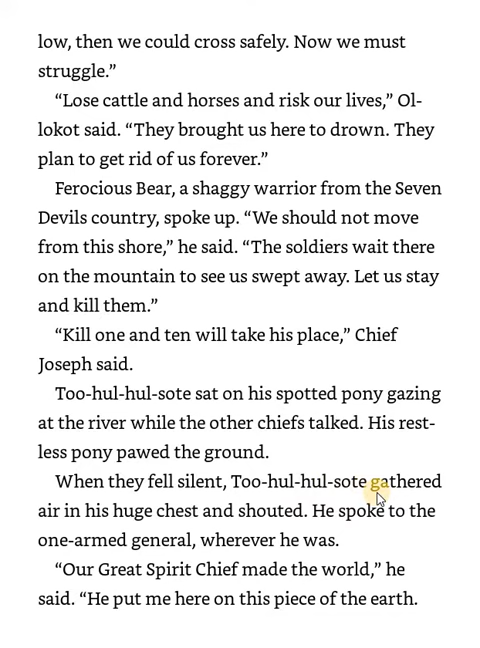 low, then we could cross safely. Now we must
struggle.”
“Lose cattle and horses and risk our lives,” Ol-
lokot said. “They brought us here to drown. They
plan to get rid of us forever.”
Ferocious Bear, a shaggy warrior from the Seven
Devils country, spoke up. “We should not move
from this shore,” he said. “The soldiers wait there
on the mountain to see us swept away. Let us stay
and kill them.”
“Kill one and ten will take his place,” Chief
Joseph said.
Too-hul-hul-sote sat on his spotted pony gazing
at the river while the other chiefs talked. His rest-
less pony pawed the ground.
When they fell silent, Too-hul-hul-sote gathered
air in his huge chest and shouted. He spoke to the
one-armed general, wherever he was.
“Our Great Spirit Chief made the world,” he
said. “He put me here on this piece of the earth.